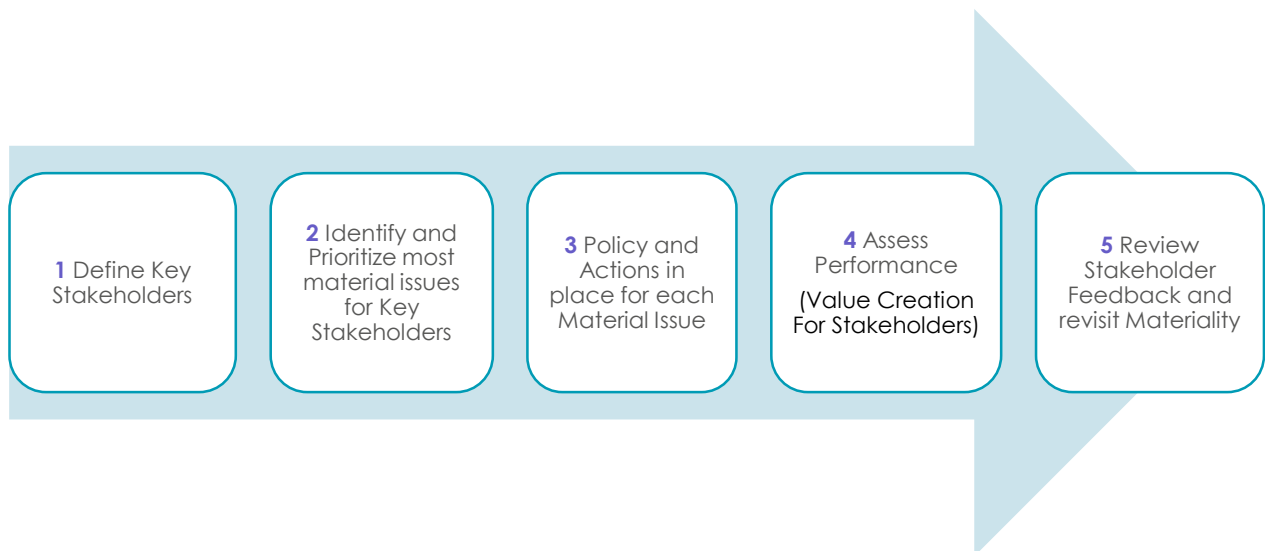 1 Define Key
Stakeholders
2 Identify and
Prioritize most
material issues
for Key
Stakeholders
3 Policy and
Actions in
place for each
Material Issue
4 Assess
Performance
(Value Creation
For Stakeholders)
5 Review
Stakeholder
Feedback and
revisit Materiality